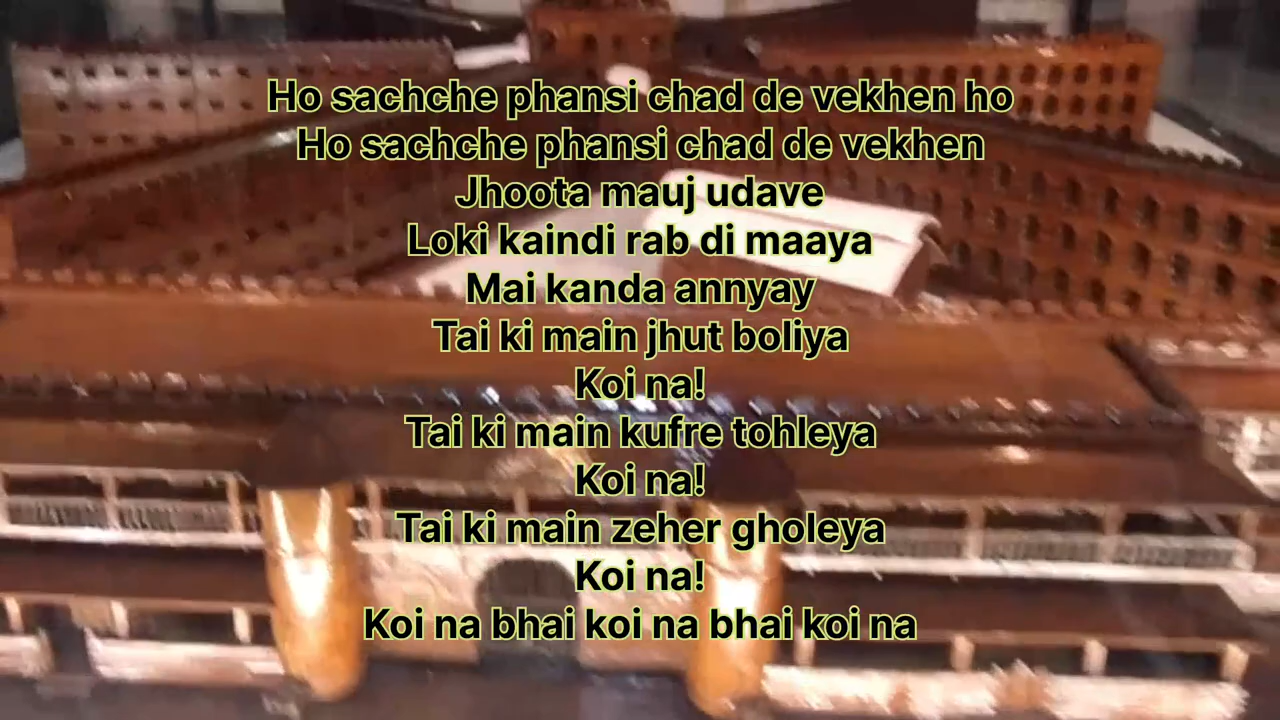 Ho sachche phansi chad de vekhen ho
Ho sachche phansi chad de vekhen
Jhoota mauj udave
Loki kaindi rab di maaya
Mai kanda annyay
Tai ki main jhut boliya
Koi na!
Tai ki main kufre tohleya
Koi na!
Tai ki main zeher gholeya
Koi na!
Koi na bhai koi na bhai koi na